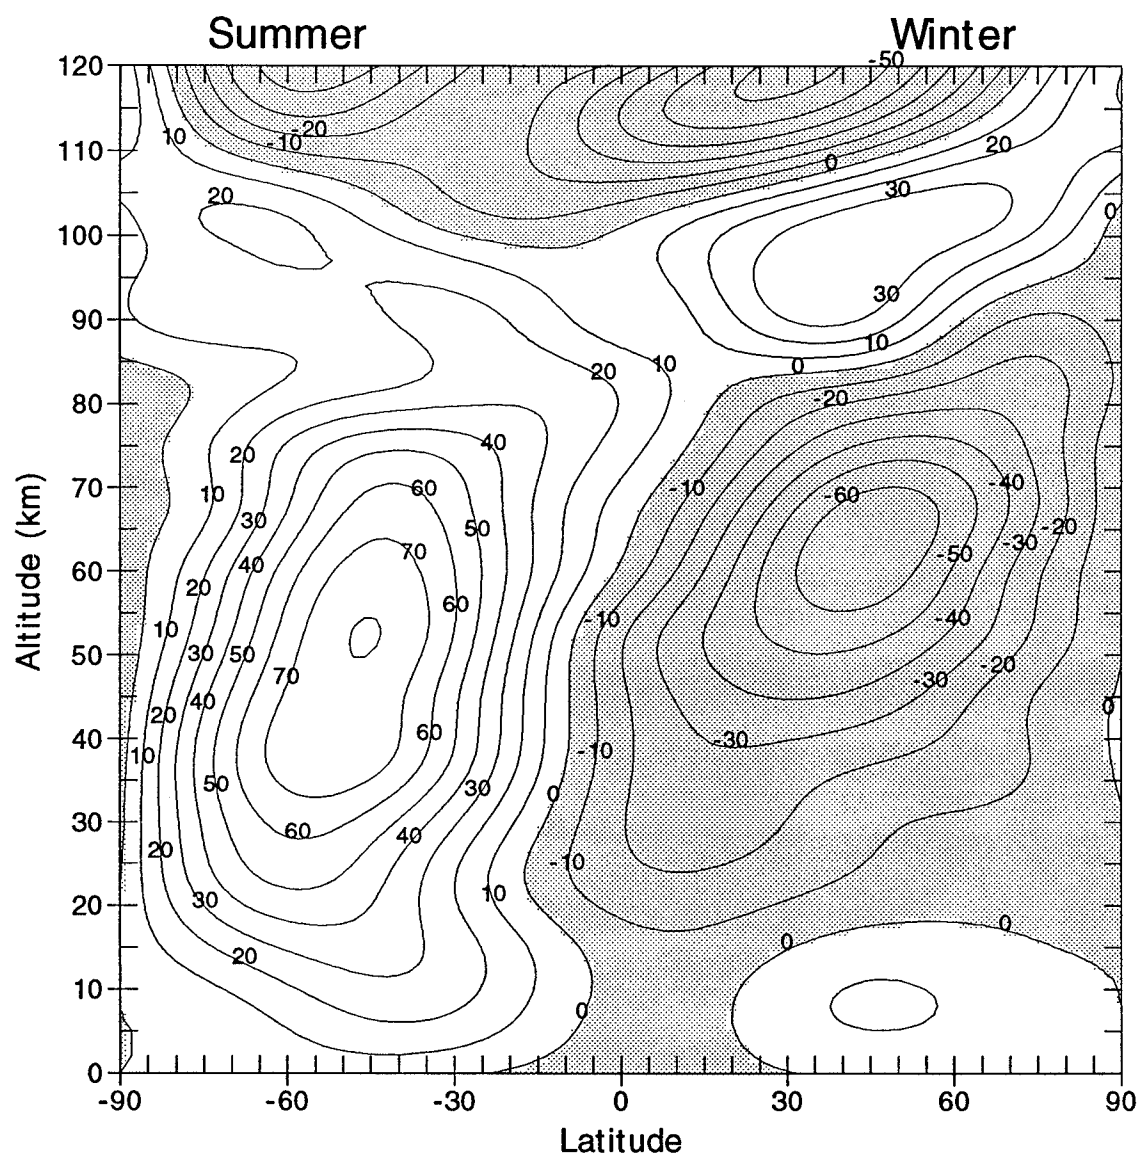 Summer Winter
120 -50
-20
10 -10 20
110 0
20 30
0
100
30
90 10
20 10 0
80 -20
40
20
70 10 60 -10 -60 -40
30 50 -20
70 -30
60 40 -50
20 60
10 -10 -40
50 30 50 -20
70 -30
40
20 0
10 60 -10 -30
40
50 30 0
30 60 40
20 -10
20 30 10
0
20 0
10
0
0
-90 -60 -30 0 30 60 90
Altitude (km)
Latitude